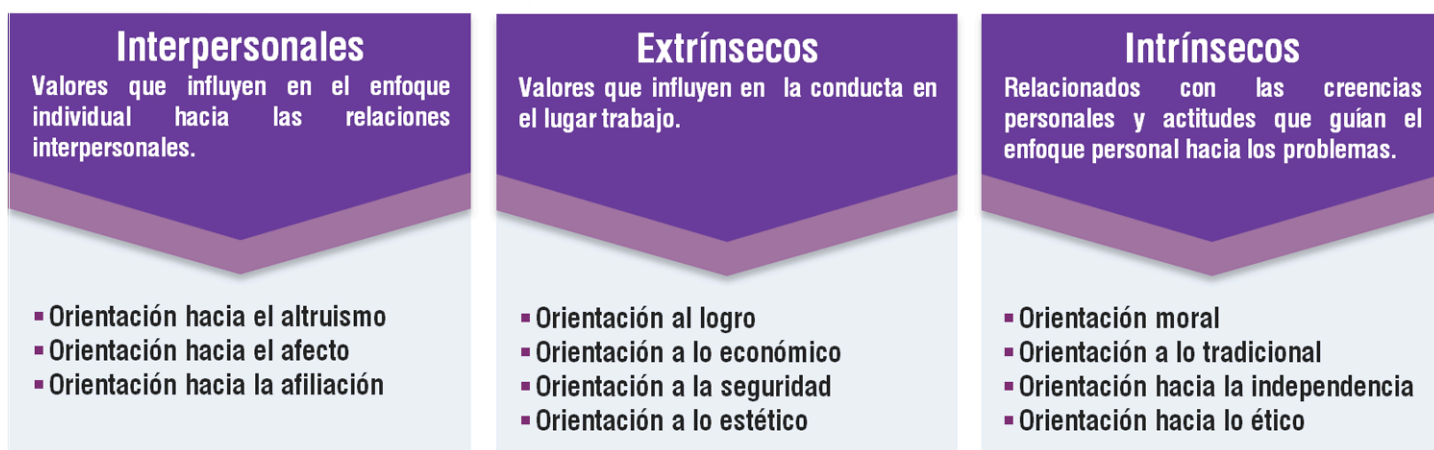 Interpersonales
Valores que influyen en el enfoque
individual hacia las relaciones
interpersonales.
▪ Orientación hacia el altruismo
▪ Orientación hacia el afecto
▪ Orientación hacia la afiliación
Extrínsecos
Valores que influyen en la conducta en
el lugar trabajo.
▪ Orientación al logro
▪ Orientación a lo económico
▪ Orientación a la seguridad
▪ Orientación a lo estético
Intrínsecos
Relacionados con las creencias
personales y actitudes que guían el
enfoque personal hacia los problemas.
▪ Orientación moral
▪ Orientación a lo tradicional
▪ Orientación hacia la independencia
▪ Orientación hacia lo ético